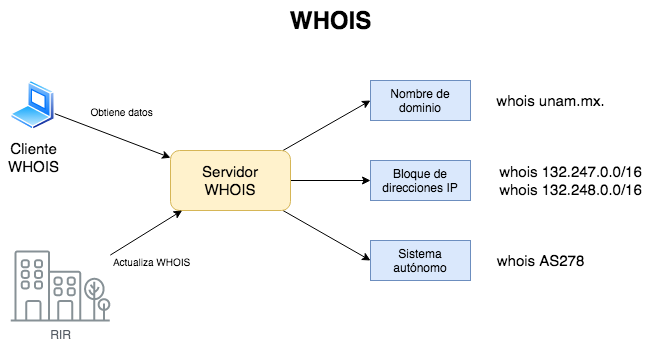 WHOIS
Obtiene datos
Cliente
WHOIS
Servidor
WHOIS
Actualiza WHOIS
RIR
Nombre de
dominio
whois unam.mx.
Bloque de
direcciones IP
whois 132.247.0.0/16
whois 132.248.0.0/16
Sistema
autónomo
whois AS278